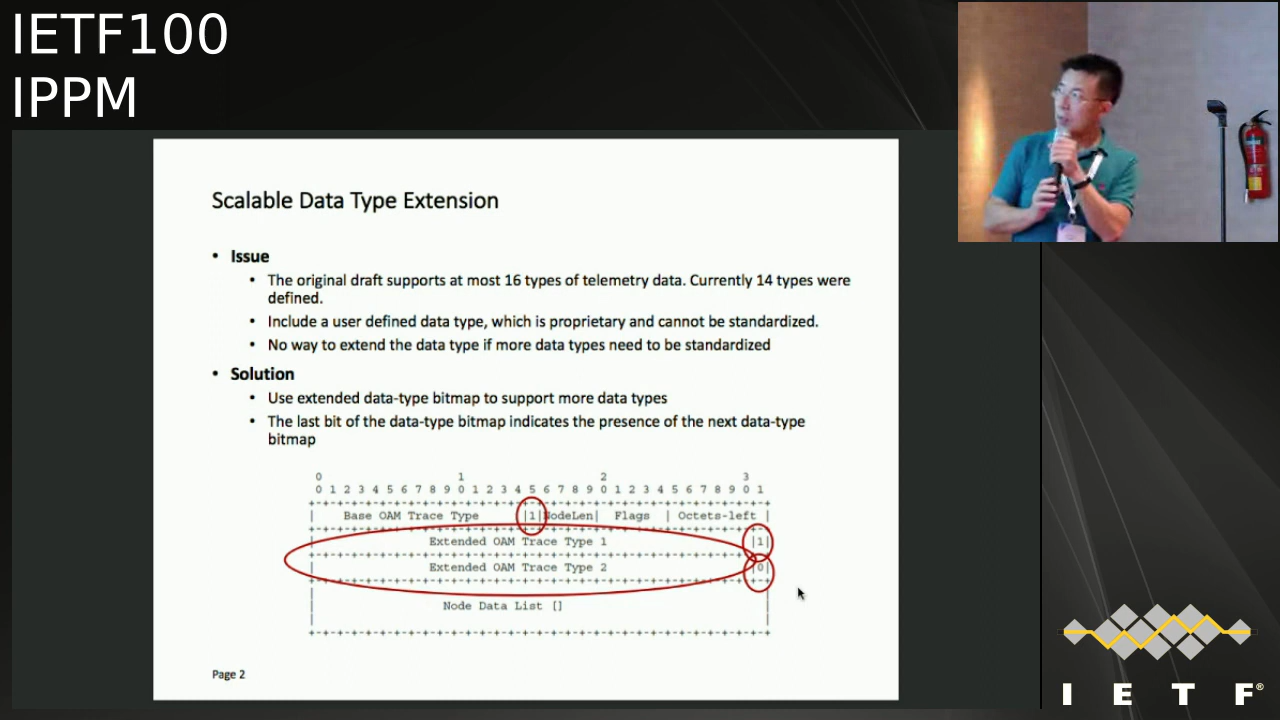 IETF100
IPPM
Scalable Data Type Extension
• Issue
• The original draft supports at most 16 types of telemetry data. Currently 14 types were
defined.
• Include a user defined data type, which is proprietary and cannot be standardized.
• No way to extend the data type if more data types need to be standardized
• Solution
• Use extended data-type bitmap to support more data types
• The last bit of the data-type bitmap indicates the presence of the next data-type
bitmap
0 1 2 3
0 1 2 3 4 5 6 7 8 9 0 1 2 3 4 5 6 7 8 9 0 1 2 3 4 5 6 7 8 9 0 1
+-+-+-+-+-+-+-+-+-+-+-+-+-+-+-+-+-+-+-+-+-+-+-+-+-+-+-+-+-+-+-+-+
| Base OAM Trace Type |1|NodeLen| Flags | Octets-left |
+-+-+-+-+-+-+-+-+-+-+-+-+-+-+-+-+-+-+-+-+-+-+-+-+-+-+-+-+-+-+-+-+
| Extended OAM Trace Type 1 |1|
+-+-+-+-+-+-+-+-+-+-+-+-+-+-+-+-+-+-+-+-+-+-+-+-+-+-+-+-+-+-+-+-+
| Extended OAM Trace Type 2 |0|
+-+-+-+-+-+-+-+-+-+-+-+-+-+-+-+-+-+-+-+-+-+-+-+-+-+-+-+-+-+-+-+-+
| Node Data List [] |
+-+-+-+-+-+-+-+-+-+-+-+-+-+-+-+-+-+-+-+-+-+-+-+-+-+-+-+-+-+-+-+-+
Page 2
I E T F®